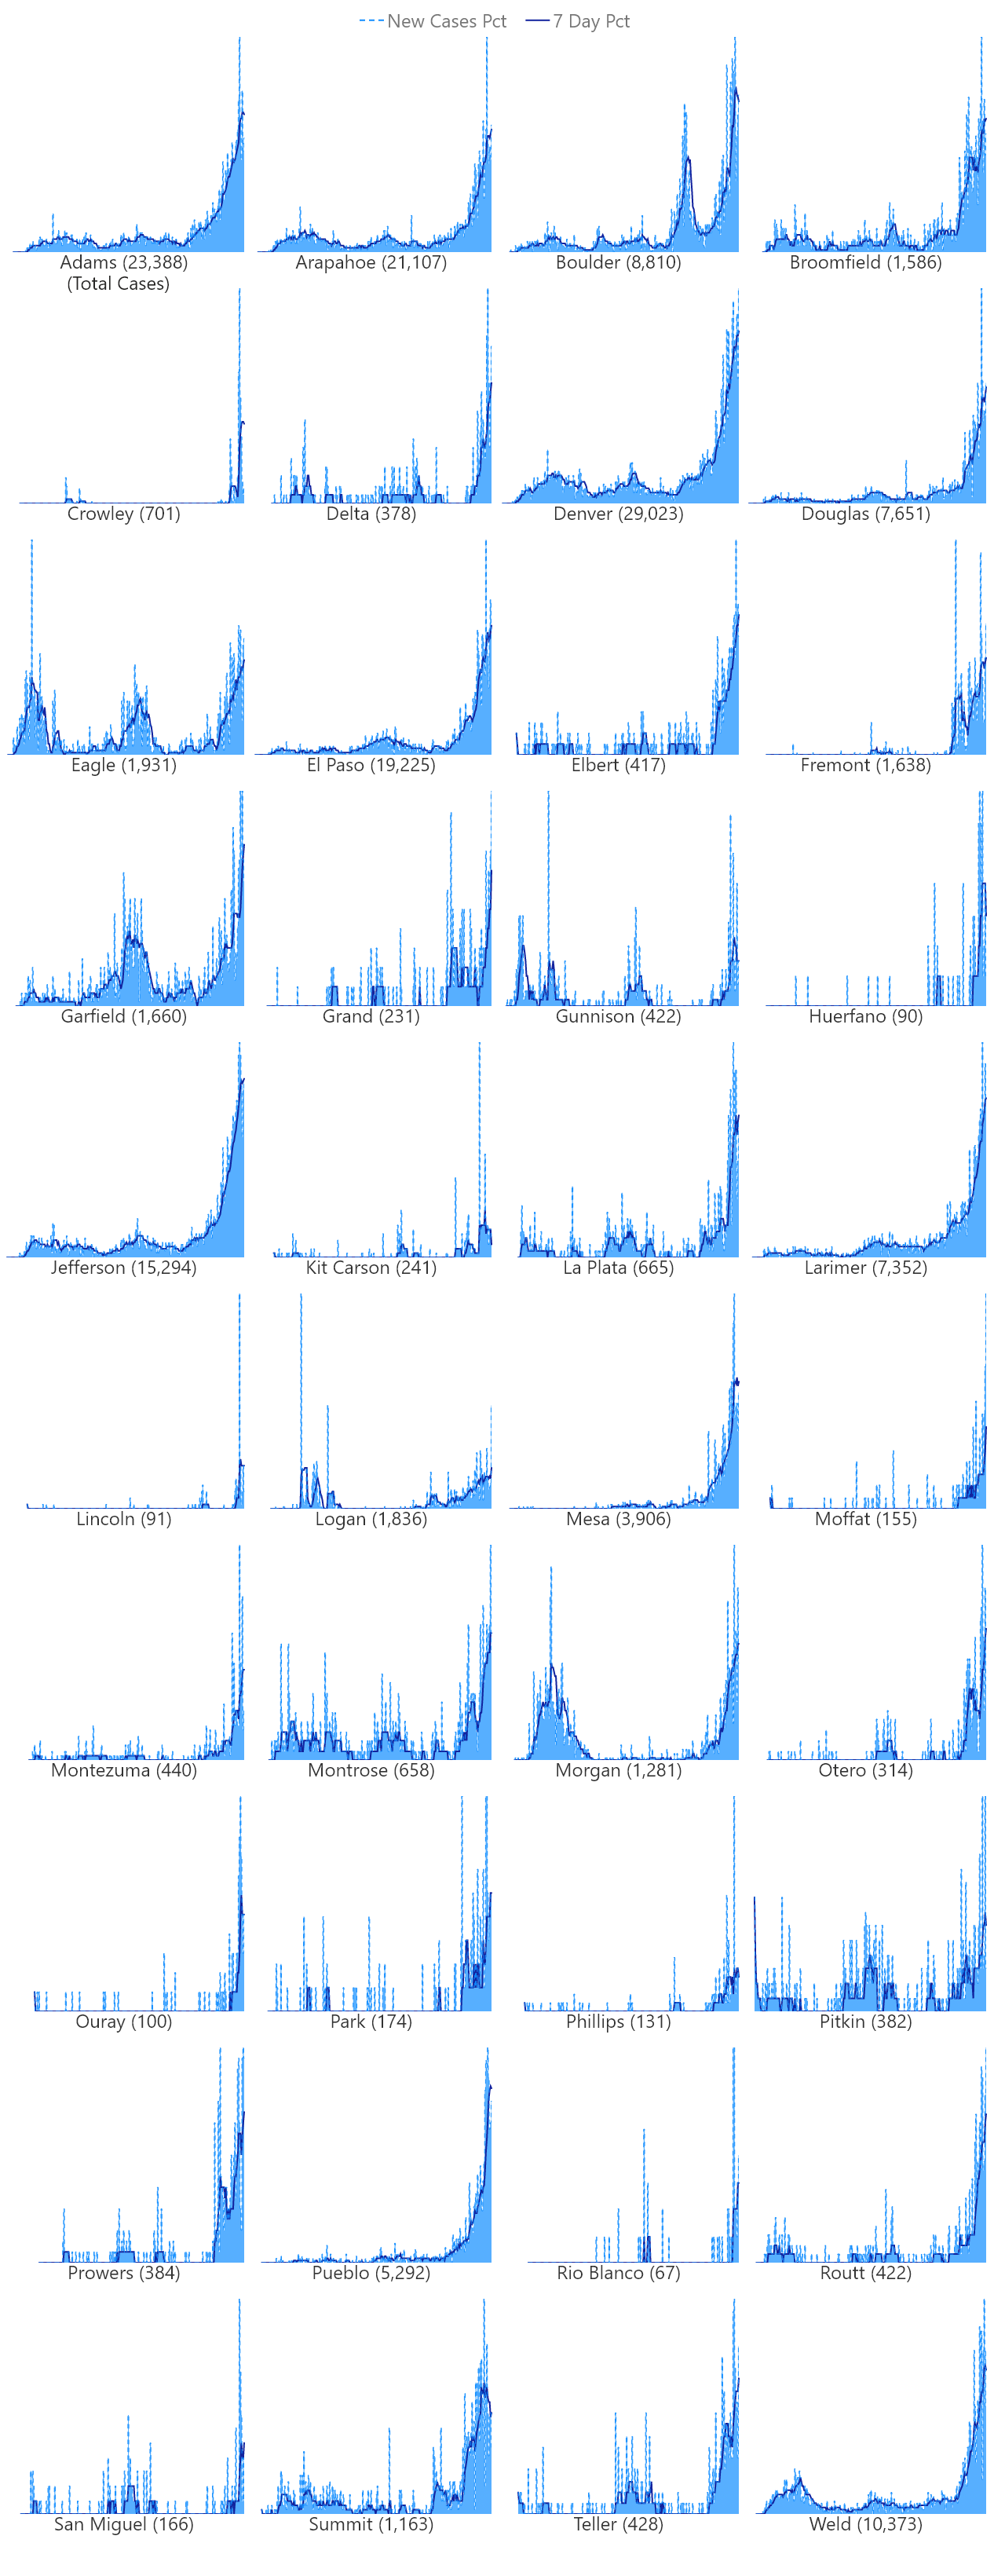 New Cases Pct 7 Day Pct
Adams (23,388) Arapahoe (21,107) Boulder (8,810) Broomfield (1,586)
(Total Cases)
Crowley (701) Delta (378) Denver (29,023) Douglas (7,651)
Eagle (1,931) El Paso (19,225) Elbert (417) Fremont (1,638)
Garfield (1,660) Grand (231) Gunnison (422) Huerfano (90)
Jefferson (15,294) Kit Carson (241) La Plata (665) Larimer (7,352)
Lincoln (91) Logan (1,836) Mesa (3,906) Moffat (155)
Montezuma (440) Montrose (658) Morgan (1,281) Otero (314)
Ouray (100) Park (174) Phillips (131) Pitkin (382)
Prowers (384) Pueblo (5,292) Rio Blanco (67) Routt (422)
San Miguel (166) Summit (1,163) Teller (428) Weld (10,373)